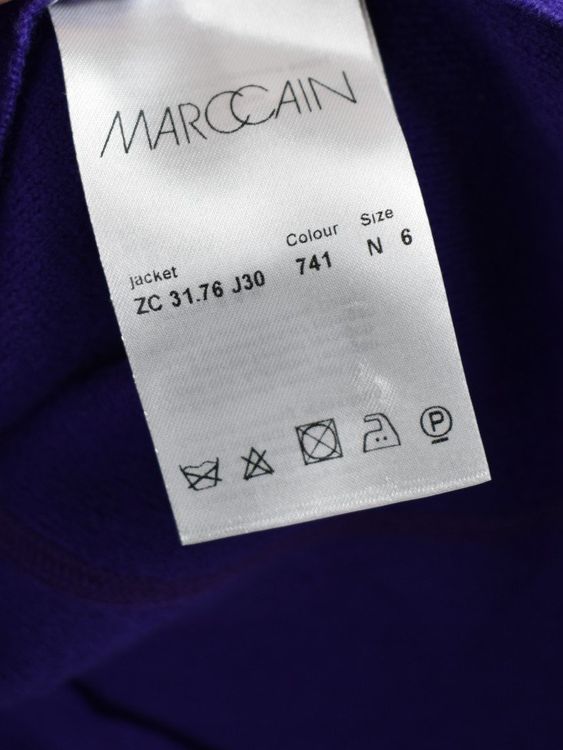 MARCCAIN
Jacket Colour Size
ZC 31.76 J30 741 N 6
P